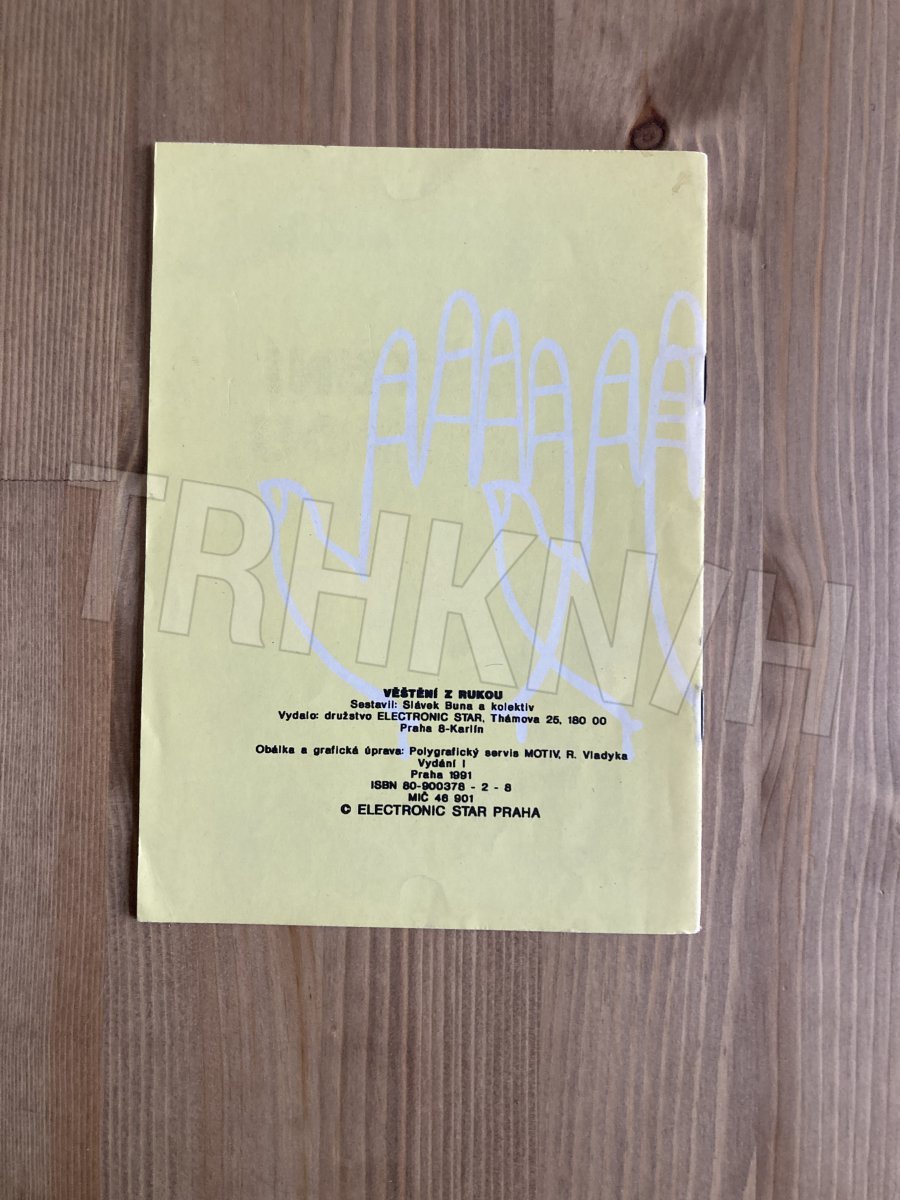 TRHKNIH
VĚŠTĚNÍ Z RUKOU
Sestavil: Slávek Buna a kolektiv
Vydalo: družstvo ELECTRONIC STAR, Thámova 25, 180 00
Praha 8-Karlín
Obálka a grafická úprava: Polygrafický servis MOTIV, R. Vladyka
Vydání I
Praha 1991
ISBN 80-900378 - 2 - 8
MIČ 46 901
© ELECTRONIC STAR PRAHA